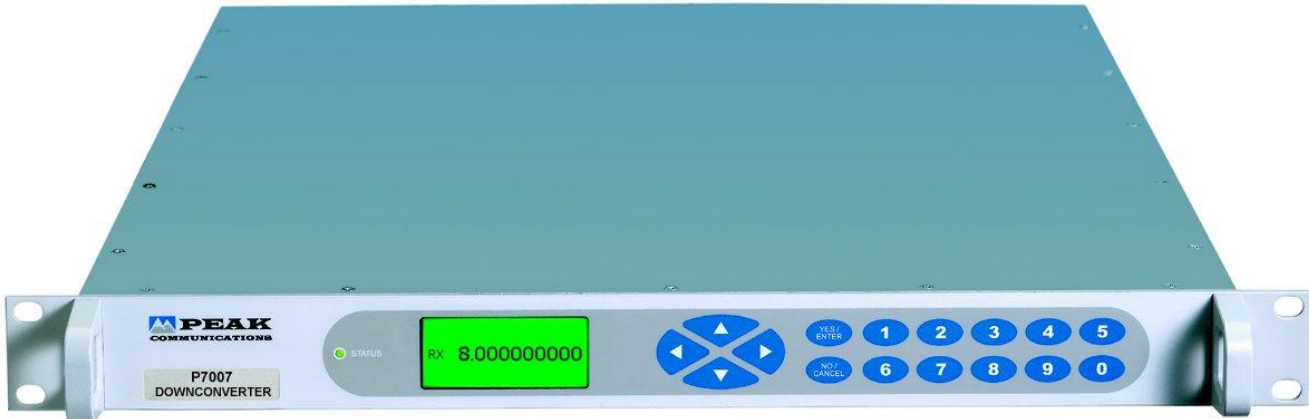 PEAK
COMMUNICATIONS
P7007
DOWNCONVERTER
STATUS
RX 8.000000000
YES /
ENTER
1 2 3 4 5
NO /
CANCEL
6 7 8 9 0